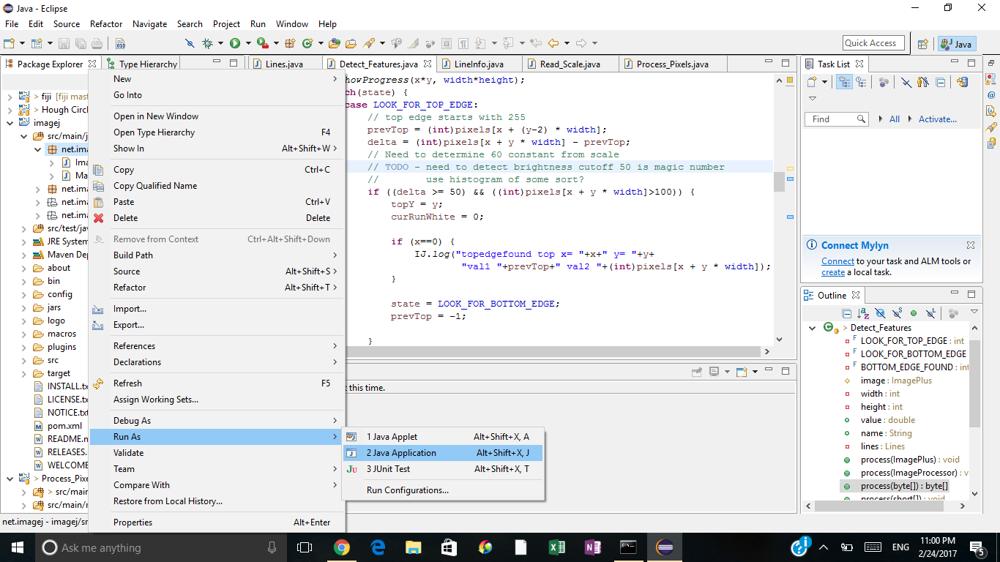 Java - Eclipse
File Edit Source Refactor Navigate Search Project Run Window Help
Quick Access
Java
Package Explorer
Type Hierarchy
Lines.java
Detect_Features.java
LineInfo.java
Read_Scale.java
Process_Pixels.java
> fiji [fiji mast
> Hough Circl
imagej
src/main/j
net.ima
Ima
Ma
net.ima
net.ima
net.ima
src/test/jav
JRE System
Maven Dep
about
bin
config
jars
logo
macros
plugins
src
target
INSTALL.tx
LICENSE.tx
NOTICE.txt
pom.xml
README.m
RELEASES.
WELCOME
> Process_Pixe
> src/main
src/main/r
New
Go Into
Open in New Window
Open Type Hierarchy F4
Show In Alt+Shift+W >
Copy Ctrl+C
Copy Qualified Name
Paste Ctrl+V
Delete Delete
Remove from Context Ctrl+Alt+Shift+Down
Build Path
Source Alt+Shift+S >
Refactor Alt+Shift+T >
Import...
Export...
References
Declarations
Refresh F5
Assign Working Sets...
Debug As
Run As
Validate
Team
Compare With
Restore from Local History...
Properties Alt+Enter
1 Java Applet Alt+Shift+X, A
2 Java Application Alt+Shift+X, J
3 JUnit Test Alt+Shift+X, T
Run Configurations...
howProgress(x*y, width*height);
ch(state) {
case LOOK_FOR_TOP_EDGE:
// top edge starts with 255
prevTop = (int)pixels[x + (y-2) * width];
delta = (int)pixels[x + y * width] - prevTop;
// Need to determine 60 constant from scale
// TODO - need to detect brightness cutoff 50 is magic number
// use histogram of some sort?
if ((delta >= 50) && ((int)pixels[x + y * width]>100)) {
topY = y;
curRunWhite = 0;
if (x==0) {
IJ.log("topedgefound top x= "+x+" y= "+y+
"val1 "+prevTop+" val2 "+(int)pixels[x + y * width]);
}
state = LOOK_FOR_BOTTOM_EDGE;
prevTop = -1;
}
t this time.
Task List
Find
All
Activate...
Connect Mylyn
Connect to your task and ALM tools or
create a local task.
Outline
> Detect_Features
LOOK_FOR_TOP_EDGE : int
LOOK_FOR_BOTTOM_EDGE
BOTTOM_EDGE_FOUND : int
image : ImagePlus
width : int
height : int
value : double
name : String
lines : Lines
process(ImagePlus) : void
process(ImageProcessor) : v
process(byte[]) : byte[]
process(short[]) : void
net.imagej - imagej/sr
Ask me anything
ENG
11:00 PM
2/24/2017
5